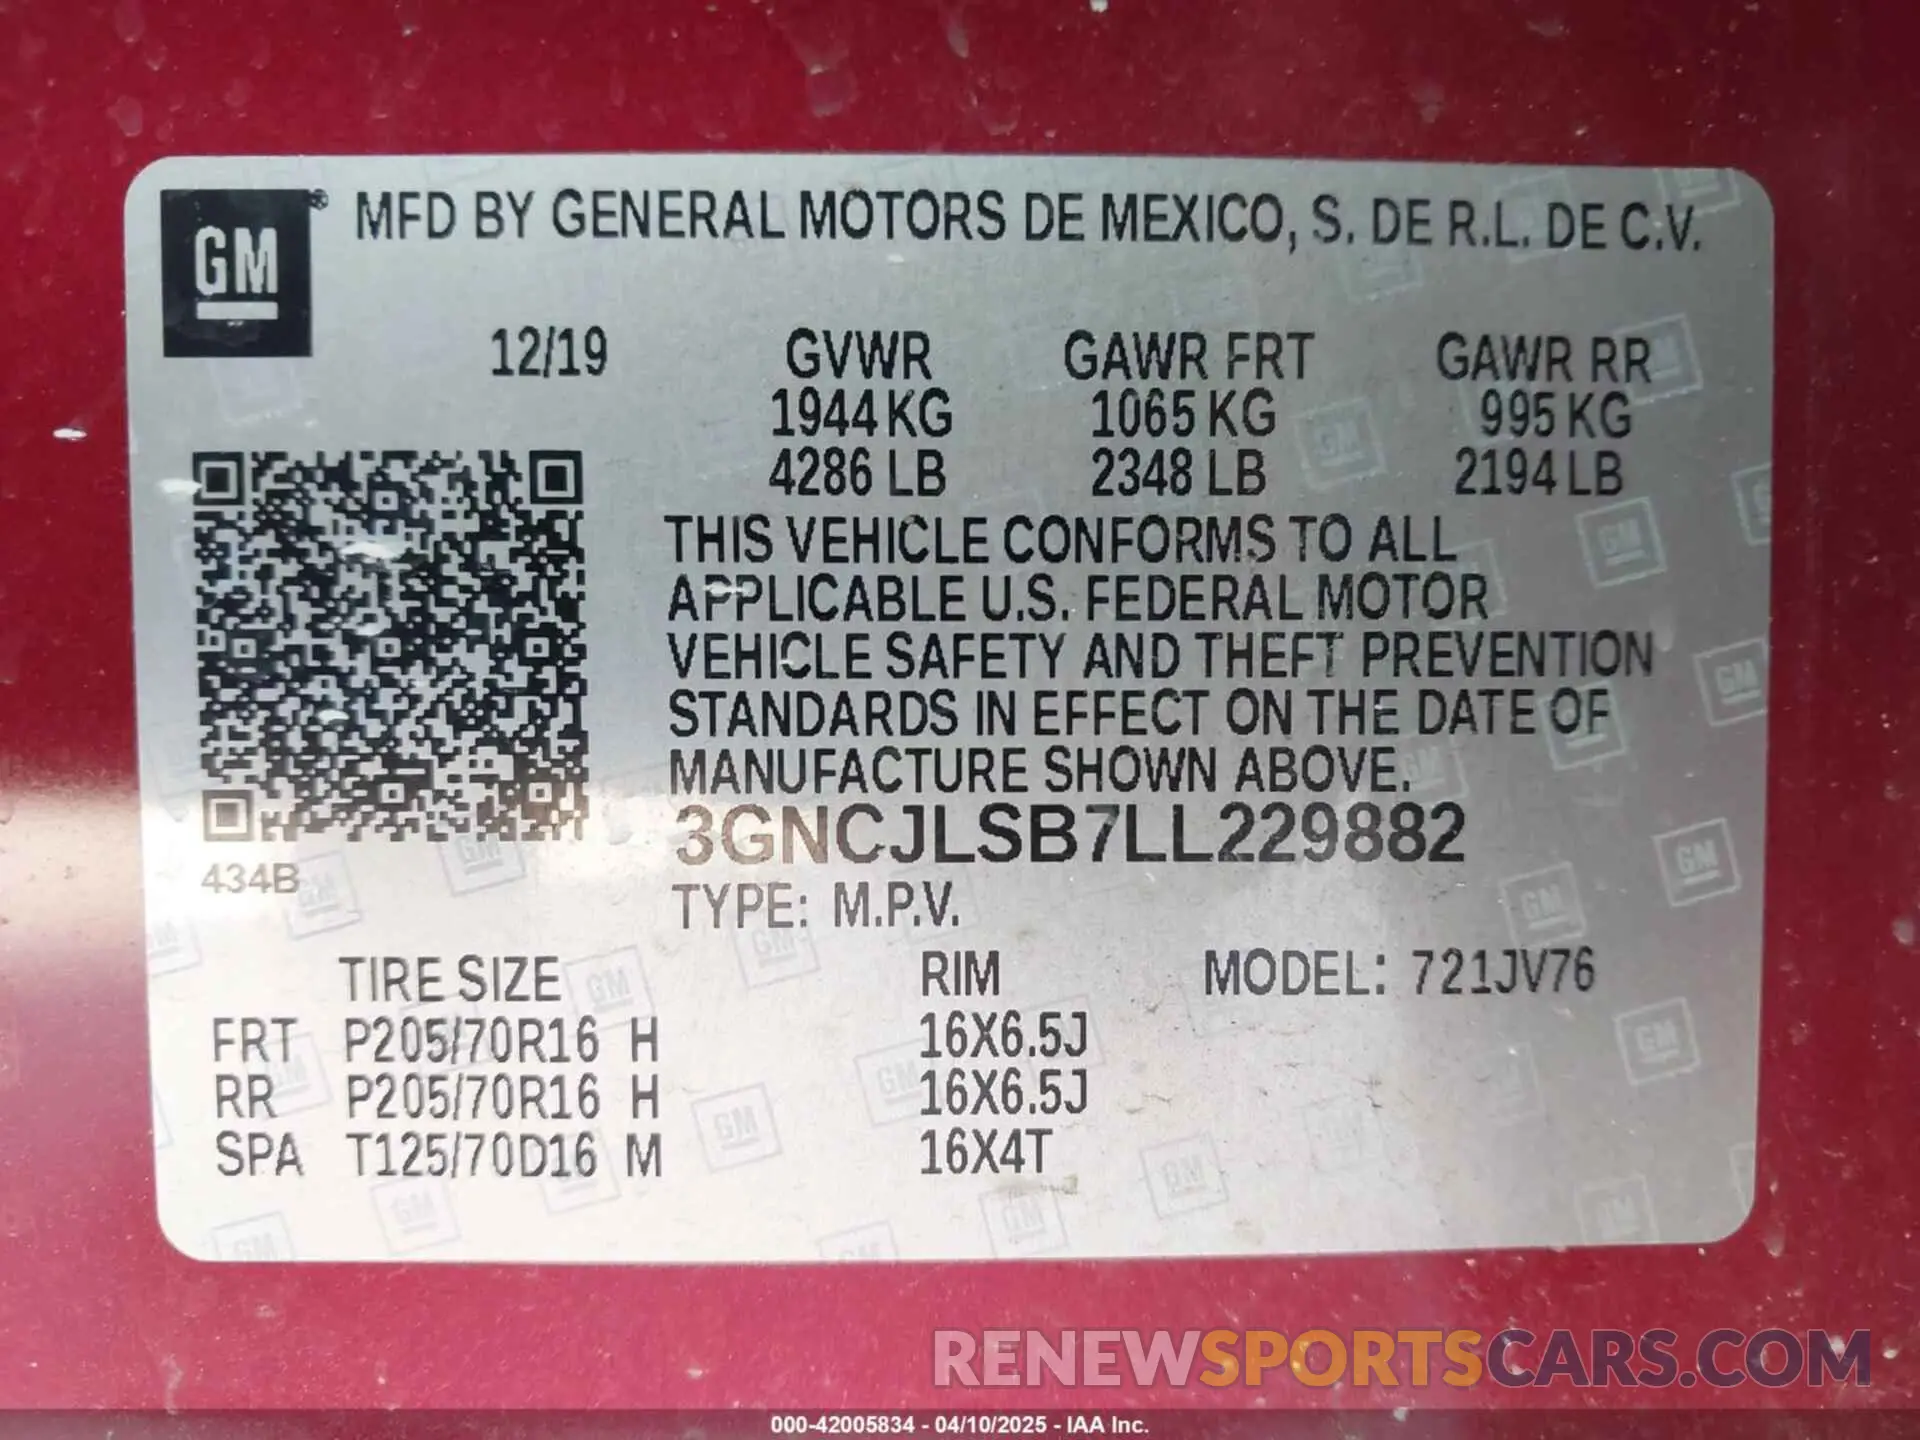 GM ® MFD BY GENERAL MOTORS DE MEXICO, S. DE R.L. DE C.V.
12/19 GVWR GAWR FRT GAWR RR
1944 KG 1065 KG 995 KG
4286 LB 2348 LB 2194 LB
THIS VEHICLE CONFORMS TO ALL
APPLICABLE U.S. FEDERAL MOTOR
VEHICLE SAFETY AND THEFT PREVENTION
STANDARDS IN EFFECT ON THE DATE OF
MANUFACTURE SHOWN ABOVE.
3GNCJLSB7LL229882
434B
TYPE: M.P.V.
TIRE SIZE RIM MODEL: 721JV76
FRT P205/70R16 H 16X6.5J
RR P205/70R16 H 16X6.5J
SPA T125/70D16 M 16X4T
RENEWSPORTSCARS.COM
000-42005834 - 04/10/2025 - IAA Inc.